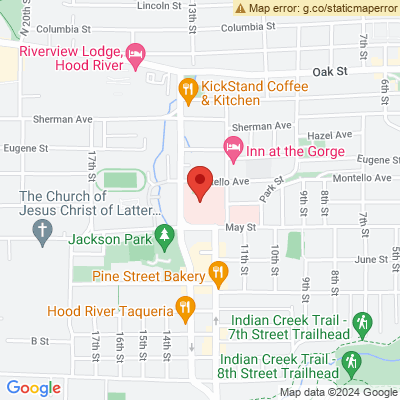 Map error: g.co/staticmaperror
Lincoln St
Columbia St
Columbia St
N 20th St
7th St
6th St
Riverview Lodge,
Hood River
Oak St
KickStand Coffee
& Kitchen
Sherman Ave
Sherman Ave
Hazel Ave
Eugene St
Inn at the Gorge
Eugene St
17th St
tello Ave
Montello Ave
Park St
The Church of
Jesus Christ of Latter...
May St
Jackson Park
11th St
10th St
9th St
8th St
7th St
5th St
June St
Pine Street Bakery
Hood River Taqueria
Indian Creek Trail -
7th Street Trailhead
B St
17th St
16th St
15th St
14th St
Indian Creek Trail -
8th Street Trailhead
Google
Map data ©2024 Google